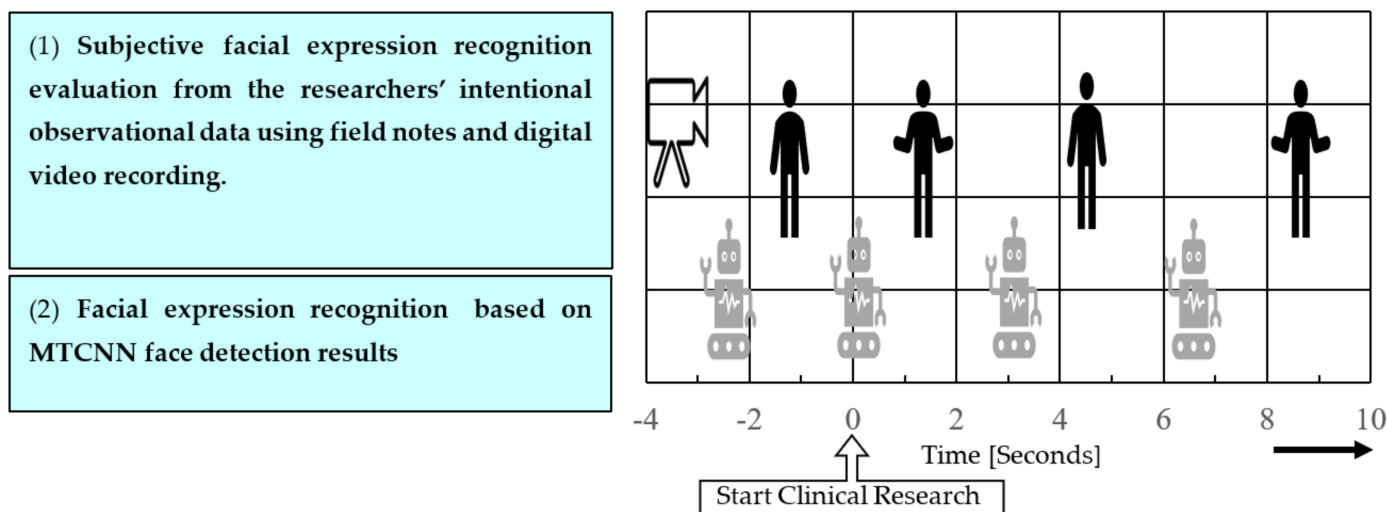 (1) Subjective facial expression recognition
evaluation from the researchers’ intentional
observational data using field notes and digital
video recording.
(2) Facial expression recognition based on
MTCNN face detection results
-4 -2 0 2 4 6 8 10
Time [Seconds]
Start Clinical Research